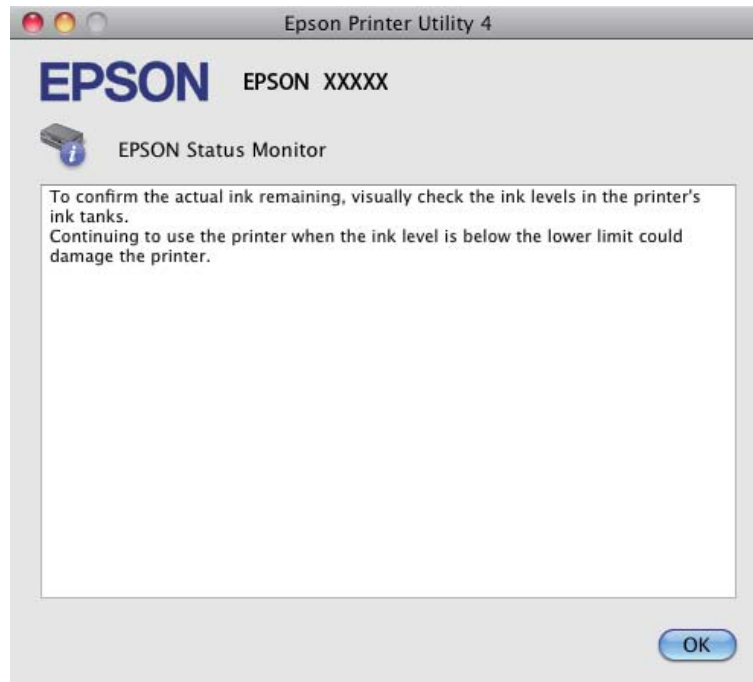 Epson Printer Utility 4
EPSON EPSON XXXXX
EPSON Status Monitor
To confirm the actual ink remaining, visually check the ink levels in the printer's
ink tanks.
Continuing to use the printer when the ink level is below the lower limit could
damage the printer.
OK